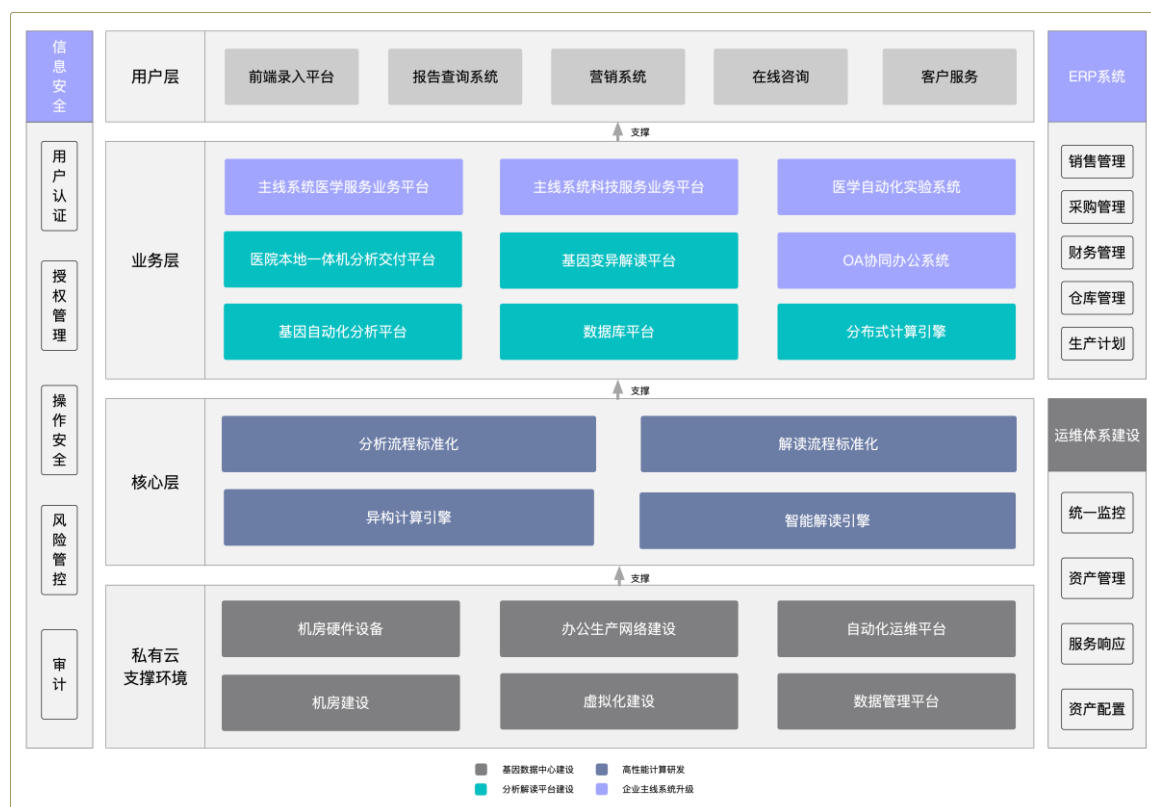 信
息
安
全
用
户
认
证
授
权
管
理
操
作
安
全
风
险
管
控
审
计
用户层
前端录入平台
报告查询系统
营销系统
在线咨询
客户服务
支撑
业务层
主线系统医学服务业务平台
主线系统科技服务业务平台
医学自动化实验系统
医院本地一体机分析交付平台
基因变异解读平台
OA协同办公系统
基因自动化分析平台
数据库平台
分布式计算引擎
支撑
核心层
分析流程标准化
解读流程标准化
异构计算引擎
智能解读引擎
支撑
私有云
支撑环境
机房硬件设备
办公生产网络建设
自动化运维平台
机房建设
虚拟化建设
数据管理平台
ERP系统
销售管理
采购管理
财务管理
仓库管理
生产计划
运维体系建设
统一监控
资产管理
服务响应
资产配置
基因数据中心建设
高性能计算研发
分析解读平台建设
企业主线系统升级